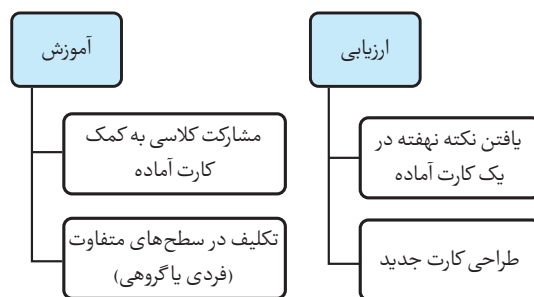 آموزش
مشارکت کلاسی به کمک
کارت آماده
تکلیف در سطح‌های متفاوت
(فردی یا گروهی)
ارزیابی
یافتن نکته نهفته در
یک کارت آماده
طراحی کارت جدید